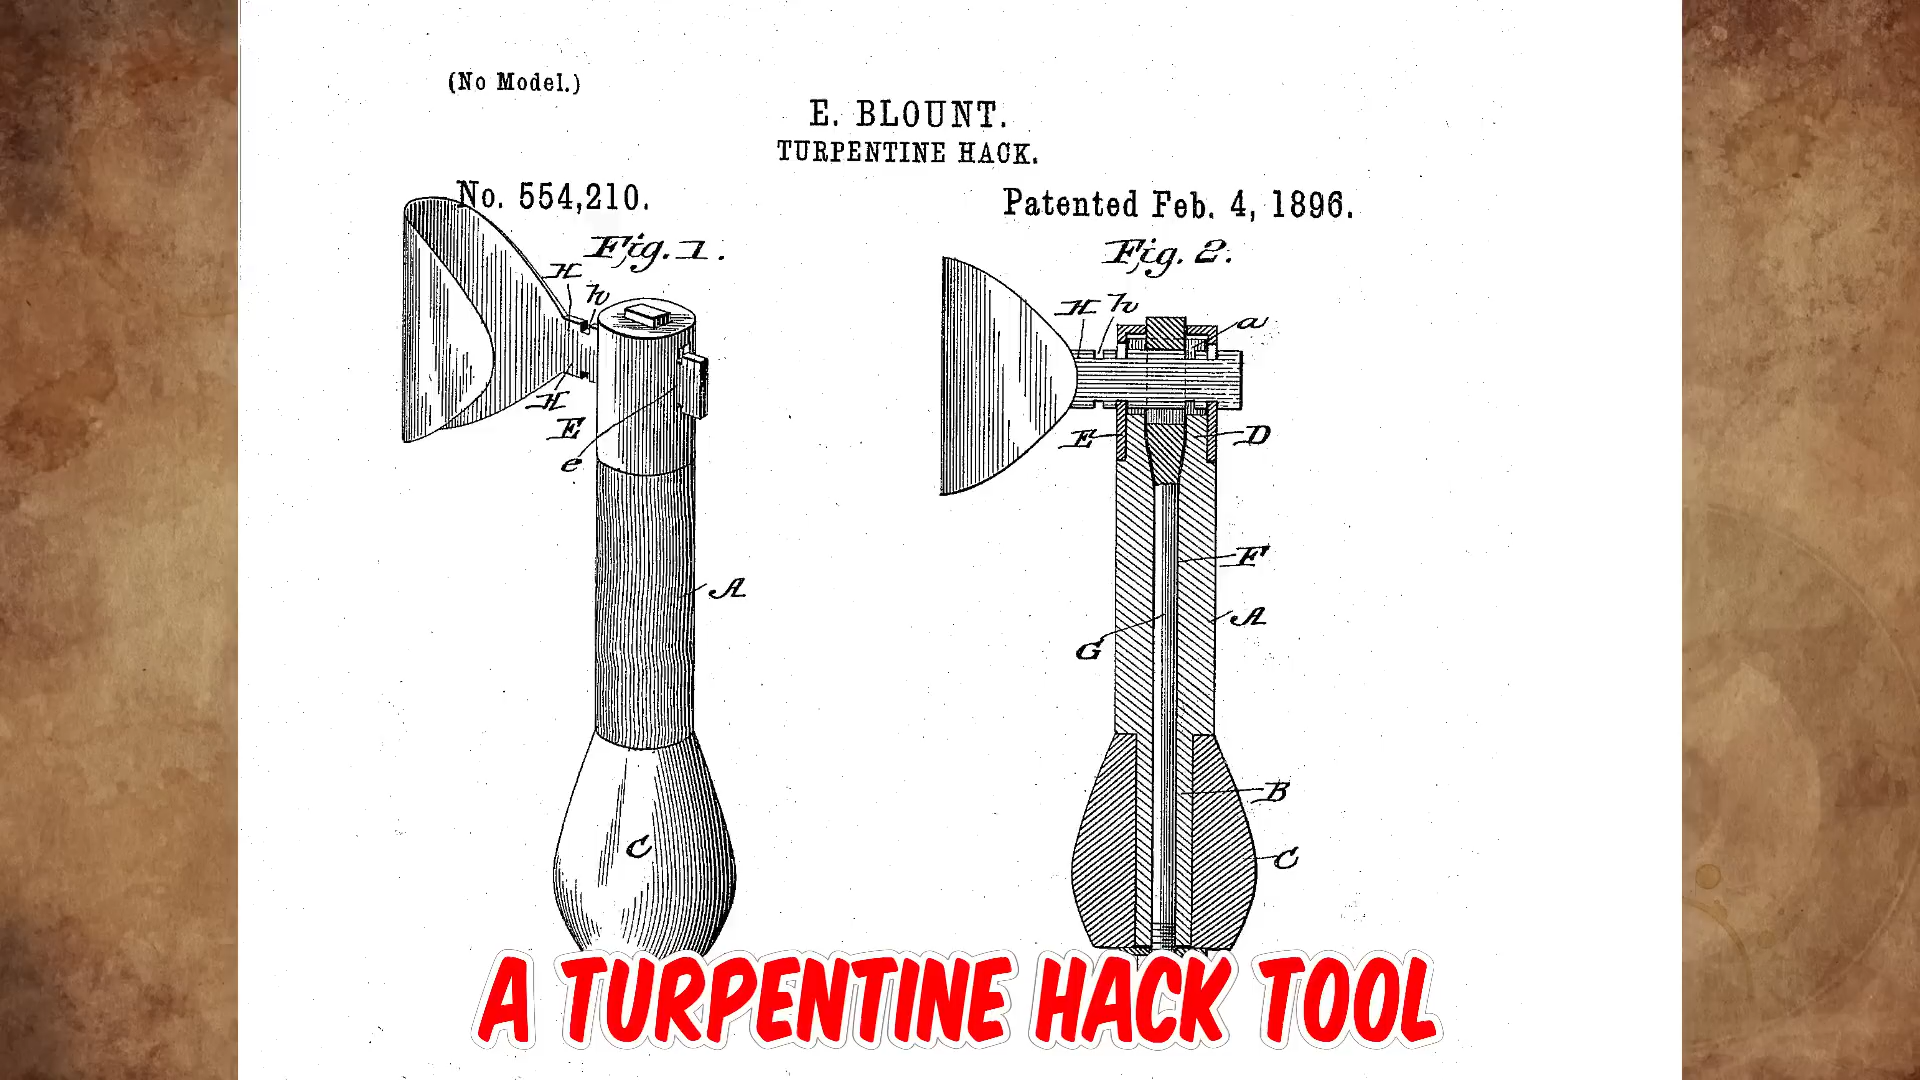 (No Model.)
E. BLOUNT.
TURPENTINE HACK.
No. 554,210.
Patented Feb. 4, 1896.
Fig. 1.
Fig. 2.
H
h
H
E
e
A
C
H
h
a
E
D
F
A
G
B
C
A TURPENTINE HACK TOOL